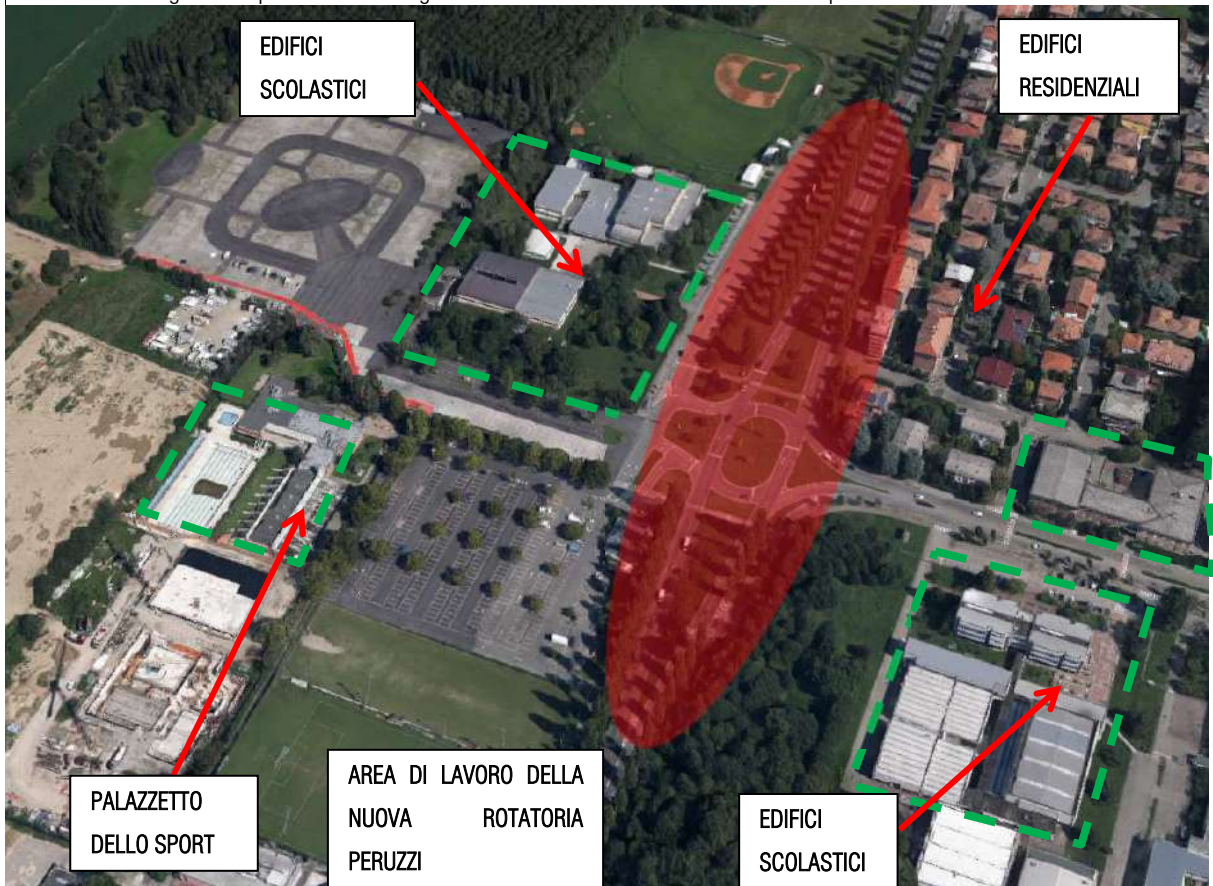 EDIFICI
SCOLASTICI
EDIFICI
RESIDENZIALI
PALAZZETTO
DELLO SPORT
AREA DI LAVORO DELLA
NUOVA ROTATORIA
PERUZZI
EDIFICI
SCOLASTICI